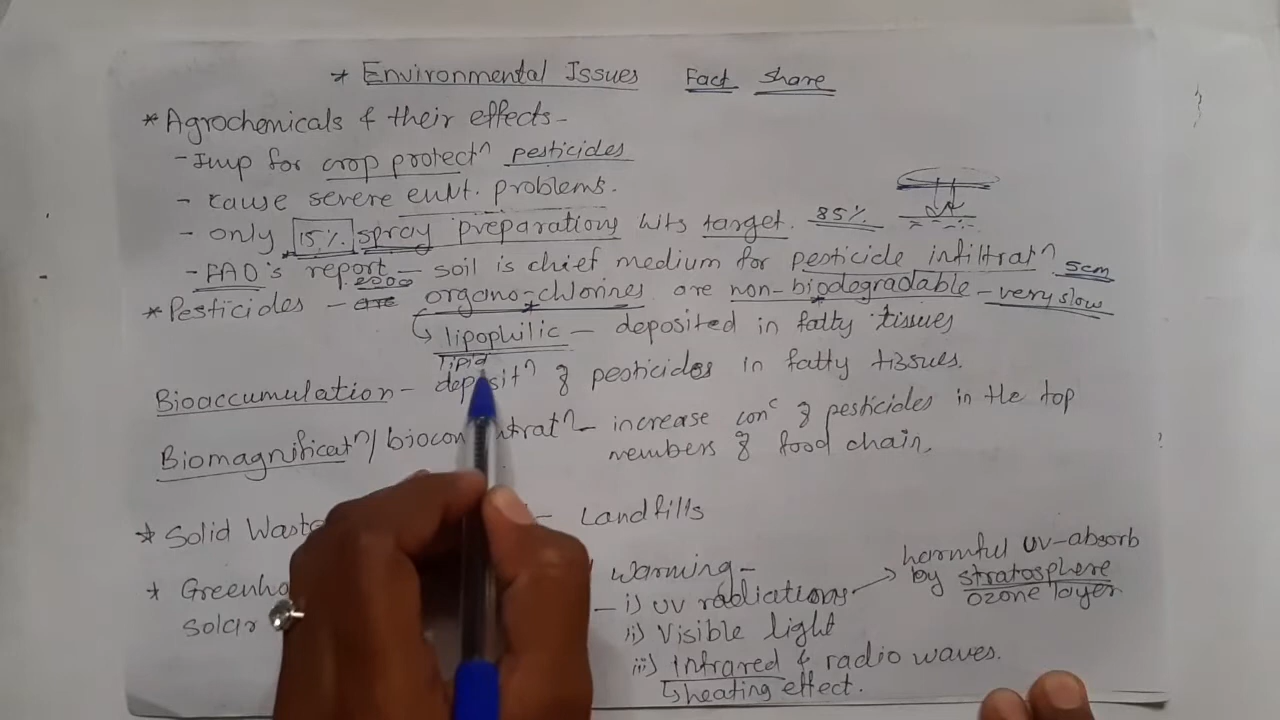 * Environmental Issues Fact Share
* Agrochemicals & their effects -
- Imp for crop protectⁿ pesticides
- cause severe envt. problems.
- only 15% spray preparations hits target. 85%
- FAO's report - soil is chief medium for pesticide infiltratⁿ 5cm
2000
* Pesticides - are organo-chlorines are non-biodegradable - very slow
lipophilic - deposited in fatty tissues
lipid
Bioaccumulation - depositⁿ of pesticides in fatty tissues.
Biomagnificatⁿ/ - increase conᶜ of pesticides in the top
members of food chain,
* Solid - Landfills
* warming -
solar - i) UV radiations harmful UV-absorb
by stratosphere
ozone layer
ii) Visible light
iii) Infrared & radio waves.
heating effect.